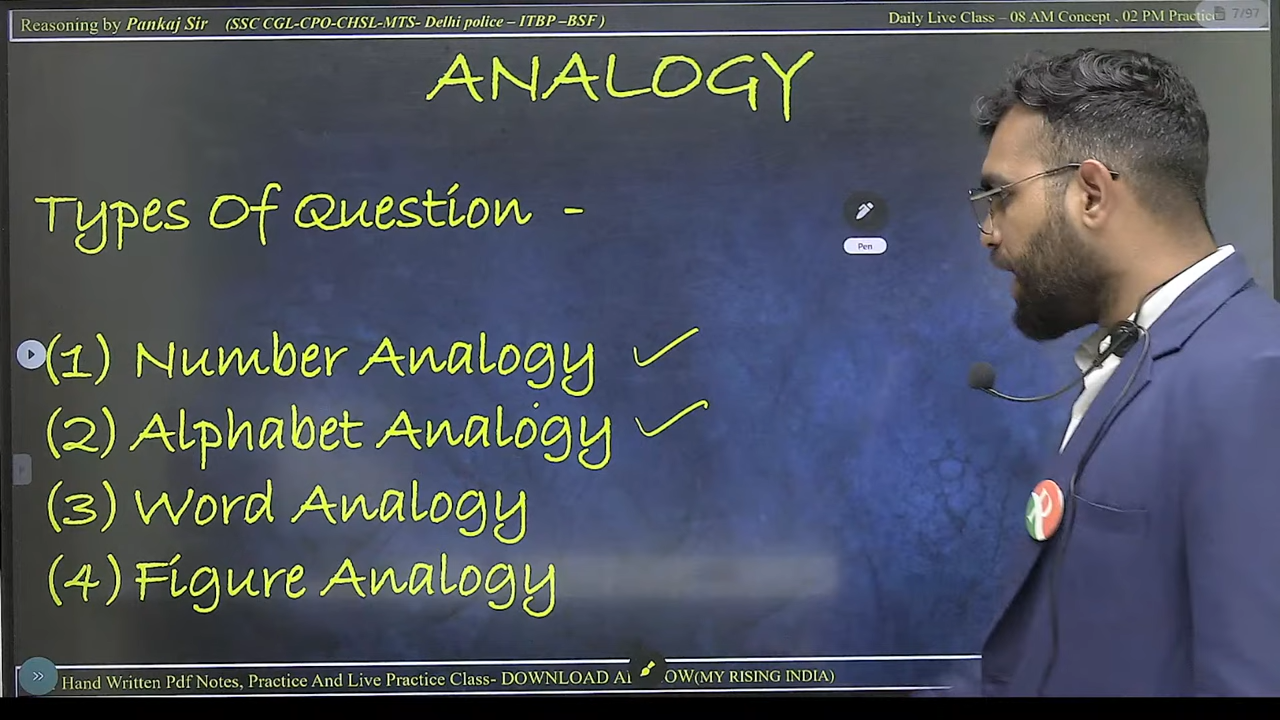 Reasoning by Pankaj Sir (SSC CGL-CPO-CHSL-MTS- Delhi police – ITBP –BSF )
Daily Live Class – 08 AM Concept , 02 PM Practice
7/97
ANALOGY
Types Of Question -
Pen
(1) Number Analogy
(2) Alphabet Analogy
(3) Word Analogy
(4) Figure Analogy
Hand Written Pdf Notes, Practice And Live Practice Class- DOWNLOAD (MY RISING INDIA)